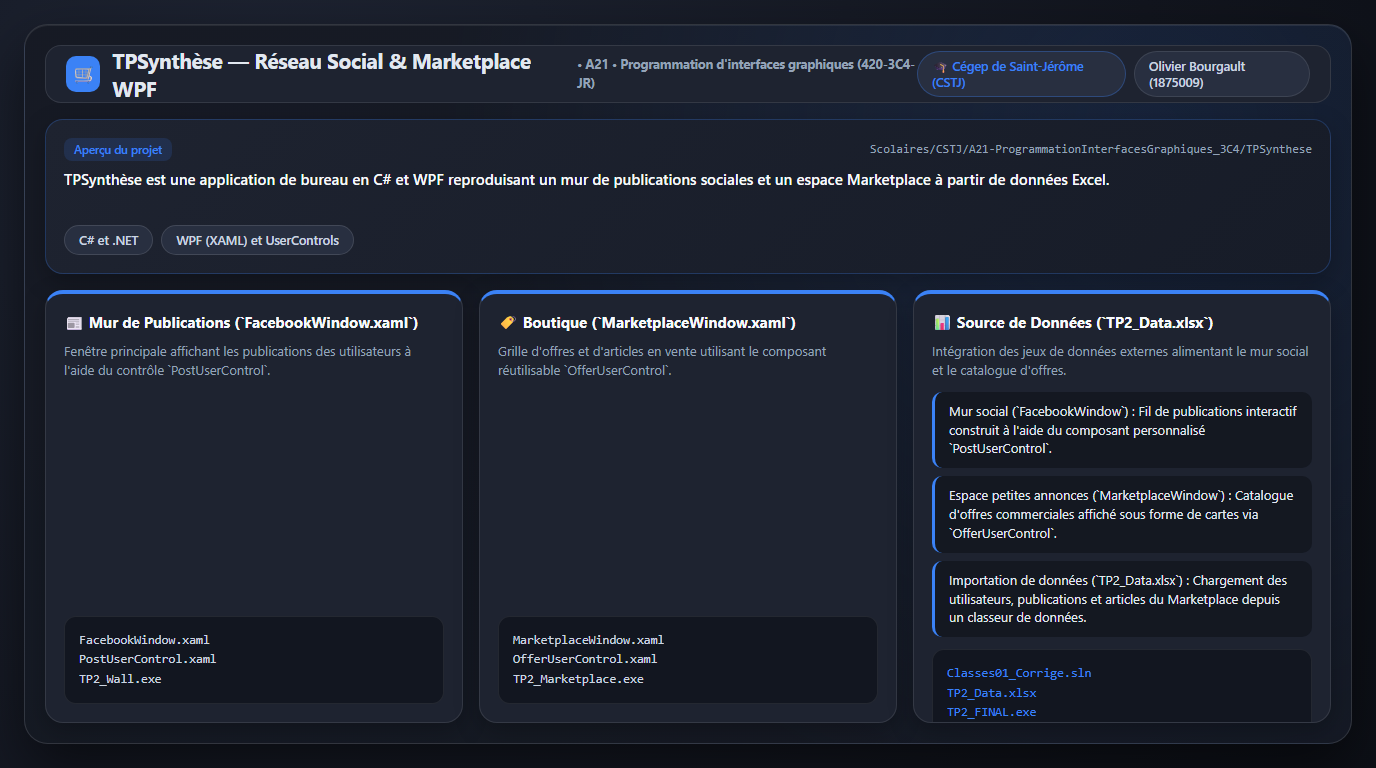 TPSynthèse — Réseau Social & Marketplace
WPF
• A21 • Programmation d'interfaces graphiques (420-3C4-
JR)
Cégep de Saint-Jérôme
(CSTJ)
Olivier Bourgault
(1875009)
Aperçu du projet
Scolaires/CSTJ/A21-ProgrammationInterfacesGraphiques_3C4/TPSynthese
TPSynthèse est une application de bureau en C# et WPF reproduisant un mur de publications sociales et un espace Marketplace à partir de données Excel.
C# et .NET
WPF (XAML) et UserControls
Mur de Publications (`FacebookWindow.xaml`)
Fenêtre principale affichant les publications des utilisateurs à
l'aide du contrôle `PostUserControl`.
FacebookWindow.xaml
PostUserControl.xaml
TP2_Wall.exe
Boutique (`MarketplaceWindow.xaml`)
Grille d'offres et d'articles en vente utilisant le composant
réutilisable `OfferUserControl`.
MarketplaceWindow.xaml
OfferUserControl.xaml
TP2_Marketplace.exe
Source de Données (`TP2_Data.xlsx`)
Intégration des jeux de données externes alimentant le mur social
et le catalogue d'offres.
Mur social (`FacebookWindow`) : Fil de publications interactif
construit à l'aide du composant personnalisé
`PostUserControl`.
Espace petites annonces (`MarketplaceWindow`) : Catalogue
d'offres commerciales affiché sous forme de cartes via
`OfferUserControl`.
Importation de données (`TP2_Data.xlsx`) : Chargement des
utilisateurs, publications et articles du Marketplace depuis
un classeur de données.
Classes01_Corrige.sln
TP2_Data.xlsx
TP2_FINAL.exe